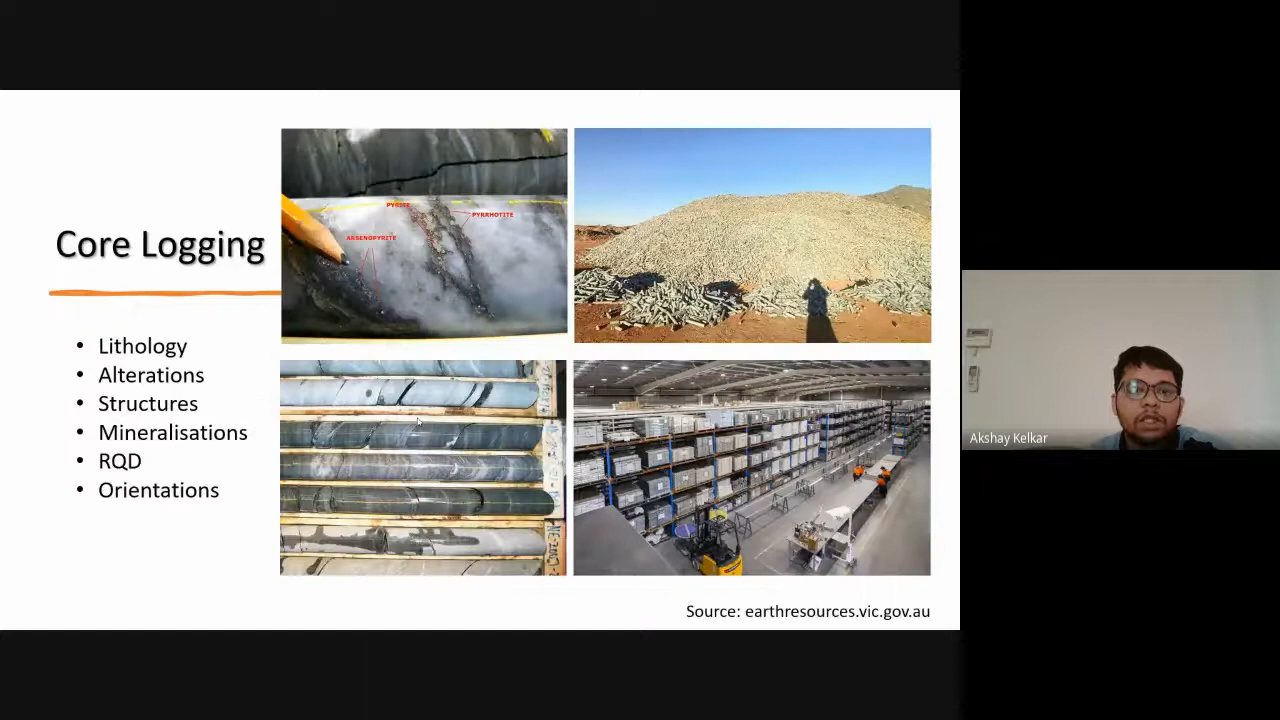 Core Logging
• Lithology
• Alterations
• Structures
• Mineralisations
• RQD
• Orientations
PYRITE
PYRRHOTITE
ARSENOPYRITE
Source: earthresources.vic.gov.au
Akshay Kelkar